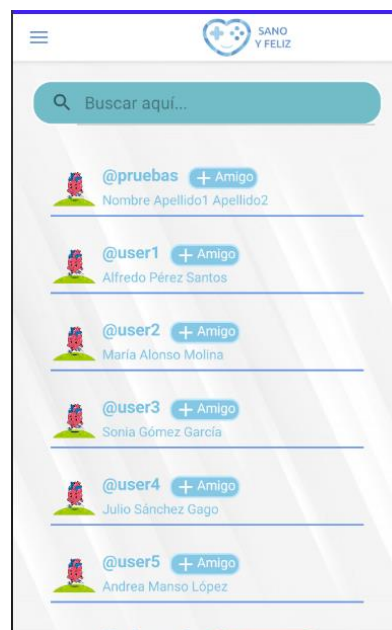 SANO
Y FELIZ
Buscar aquí...
@pruebas + Amigo
Nombre Apellido1 Apellido2
@user1 + Amigo
Alfredo Pérez Santos
@user2 + Amigo
María Alonso Molina
@user3 + Amigo
Sonia Gómez García
@user4 + Amigo
Julio Sánchez Gago
@user5 + Amigo
Andrea Manso López